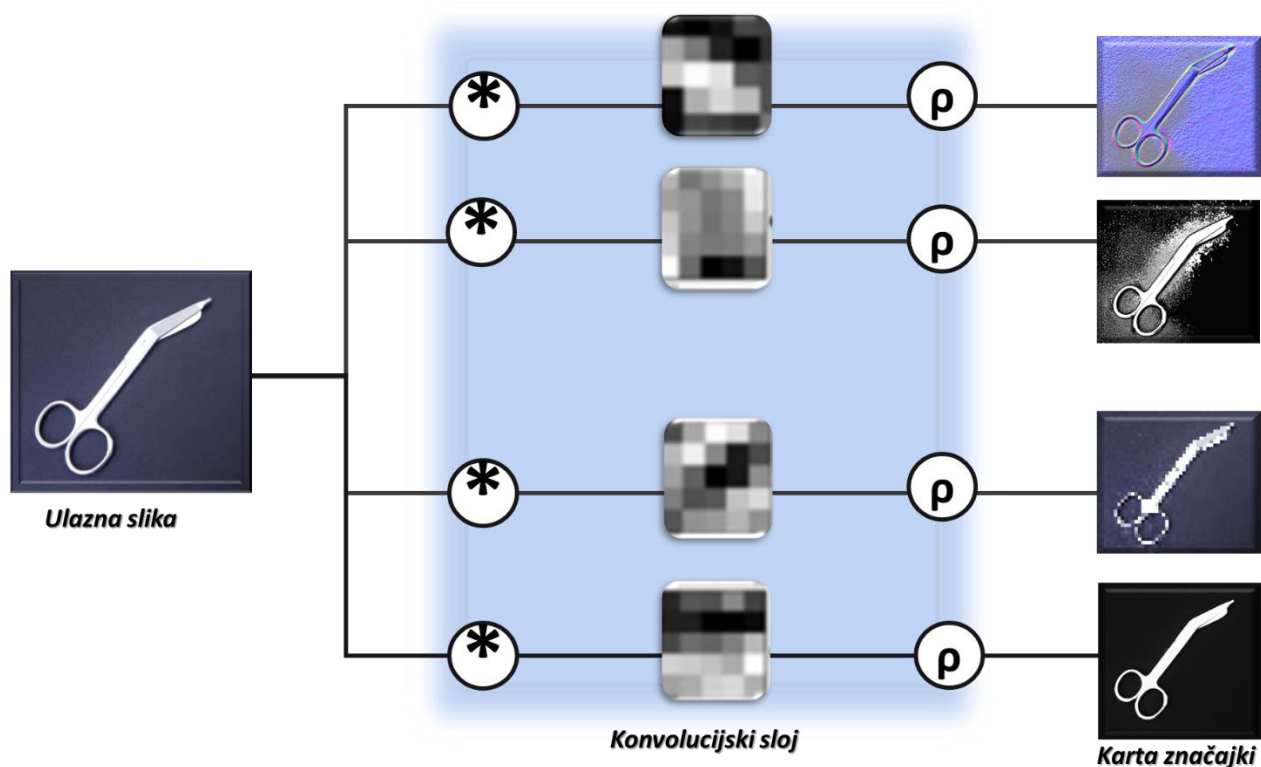 * ρ
* ρ
Ulazna slika
* ρ
* ρ
Konvolucijski sloj
Karta značajki